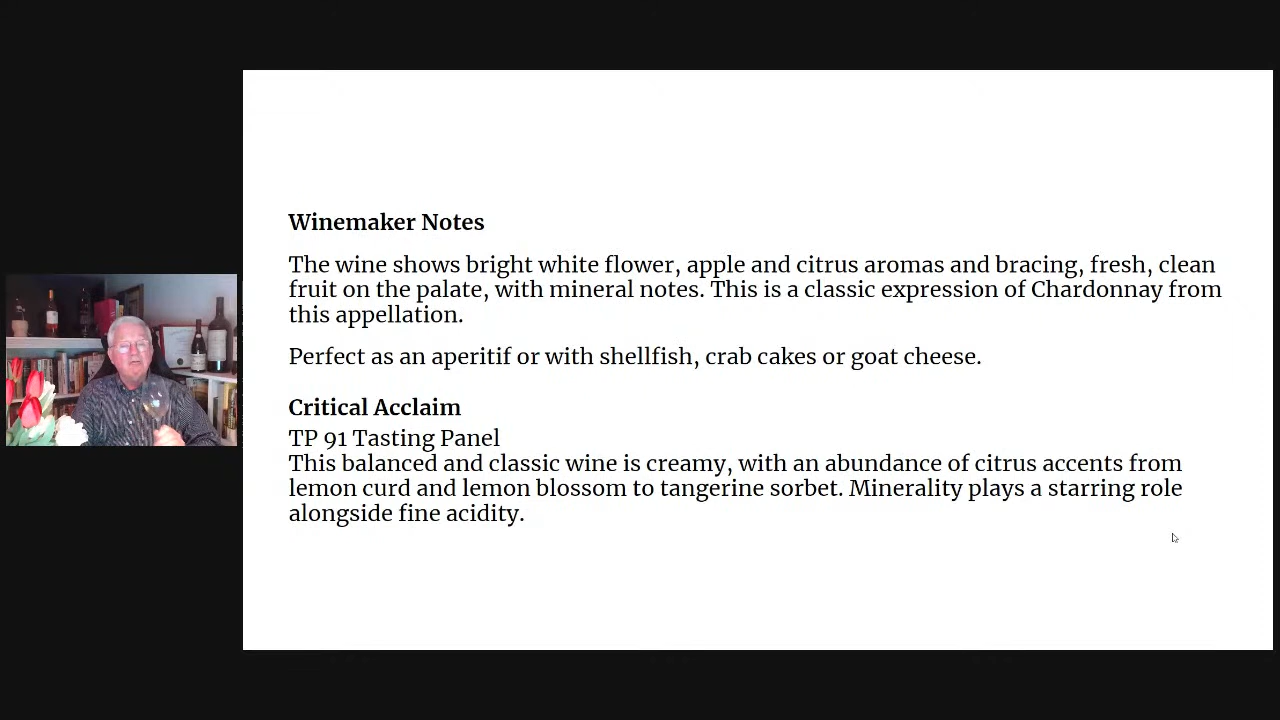 Winemaker Notes
The wine shows bright white flower, apple and citrus aromas and bracing, fresh, clean
fruit on the palate, with mineral notes. This is a classic expression of Chardonnay from
this appellation.
Perfect as an aperitif or with shellfish, crab cakes or goat cheese.
Critical Acclaim
TP 91 Tasting Panel
This balanced and classic wine is creamy, with an abundance of citrus accents from
lemon curd and lemon blossom to tangerine sorbet. Minerality plays a starring role
alongside fine acidity.